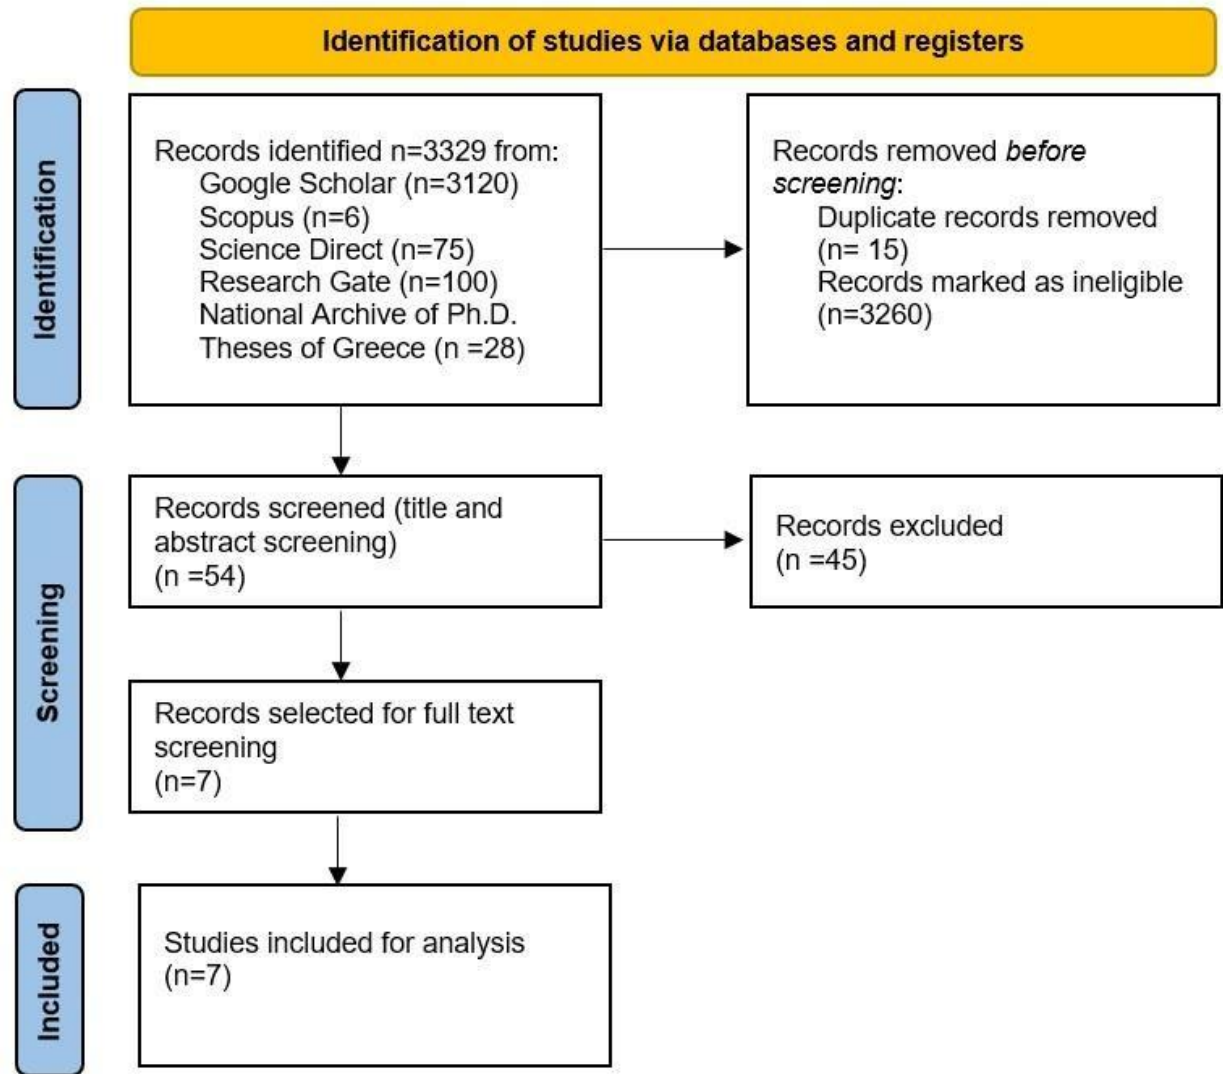 Identification of studies via databases and registers
Identification
Records identified n=3329 from:
Google Scholar (n=3120)
Scopus (n=6)
Science Direct (n=75)
Research Gate (n=100)
National Archive of Ph.D.
Theses of Greece (n =28)
Records removed before
screening:
Duplicate records removed
(n= 15)
Records marked as ineligible
(n=3260)
Screening
Records screened (title and
abstract screening)
(n =54)
Records excluded
(n =45)
Records selected for full text
screening
(n=7)
Included
Studies included for analysis
(n=7)